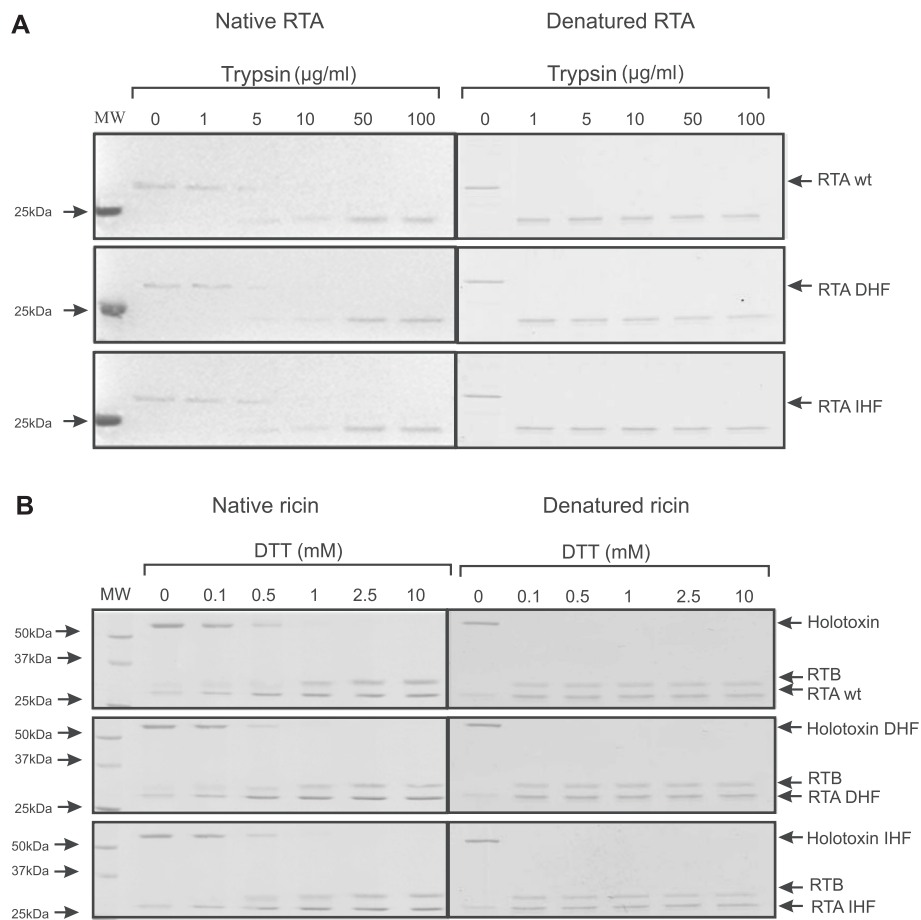 A
Native RTA
Denatured RTA
Trypsin (µg/ml)
Trypsin (µg/ml)
MW 0 1 5 10 50 100 0 1 5 10 50 100
RTA wt
25kDa
RTA DHF
25kDa
RTA IHF
25kDa
B
Native ricin
Denatured ricin
DTT (mM)
DTT (mM)
MW 0 0.1 0.5 1 2.5 10 0 0.1 0.5 1 2.5 10
50kDa
Holotoxin
37kDa
RTB
25kDa
RTA wt
50kDa
Holotoxin DHF
37kDa
RTB
25kDa
RTA DHF
50kDa
Holotoxin IHF
37kDa
RTB
25kDa
RTA IHF